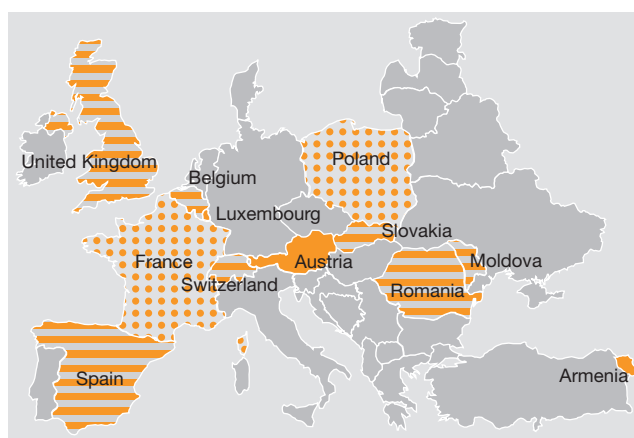 United Kingdom
Poland
Belgium
Luxembourg
Slovakia
France
Austria
Moldova
Switzerland
Romania
Spain
Armenia